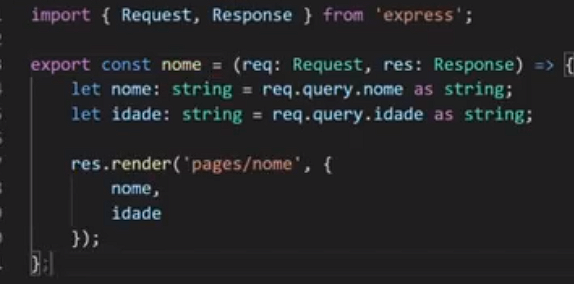 import { Request, Response } from 'express';
export const nome = (req: Request, res: Response) => {
let nome: string = req.query.nome as string;
let idade: string = req.query.idade as string;
res.render('pages/nome', {
nome,
idade
});
};